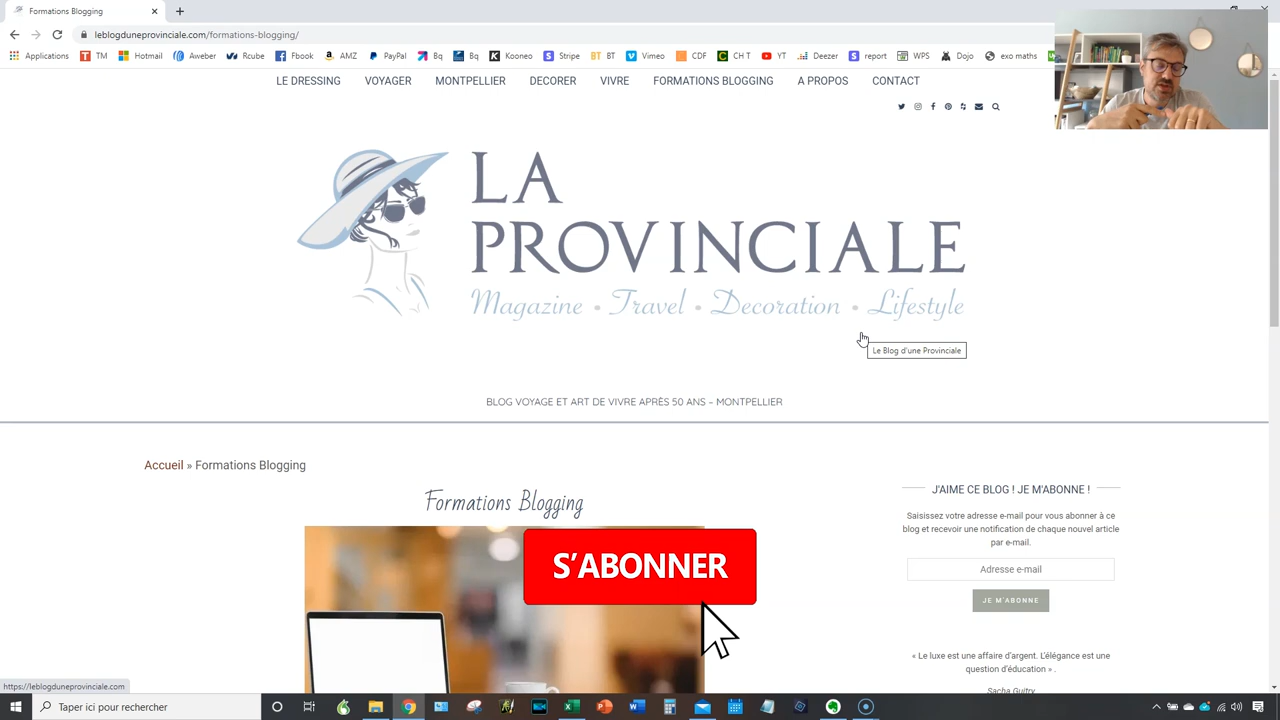 Formations Blogging
leblogduneprovinciale.com/formations-blogging/
Applications TM Hotmail Aweber Rcube Fbook AMZ PayPal Bq Bq Kooneo Stripe BT Vimeo CDF CH T YT Deezer report WPS Dojo exo maths
LE DRESSING VOYAGER MONTPELLIER DECORER VIVRE FORMATIONS BLOGGING A PROPOS CONTACT
LA
PROVINCIALE
Magazine • Travel • Decoration • Lifestyle
Le Blog d'une Provinciale
BLOG VOYAGE ET ART DE VIVRE APRÈS 50 ANS – MONTPELLIER
Accueil » Formations Blogging
Formations Blogging
S'ABONNER
J'AIME CE BLOG ! JE M'ABONNE !
Saisissez votre adresse e-mail pour vous abonner à ce
blog et recevoir une notification de chaque nouvel article
par e-mail.
Adresse e-mail
JE M'ABONNE
« Le luxe est une affaire d'argent. L'élégance est une
question d'éducation » .
Sacha Guitry
https://leblogduneprovinciale.com
Taper ici pour rechercher